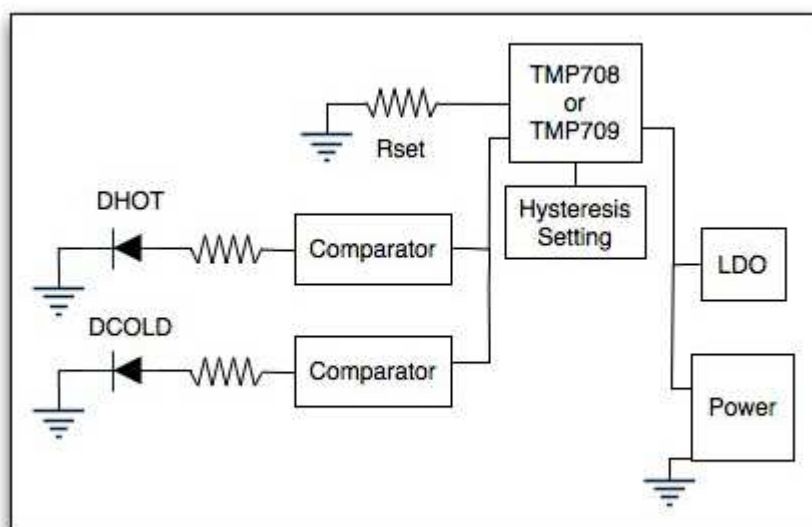 TMP708
or
TMP709
Rset
Hysteresis
Setting
DHOT
Comparator
LDO
DCOLD
Comparator
Power